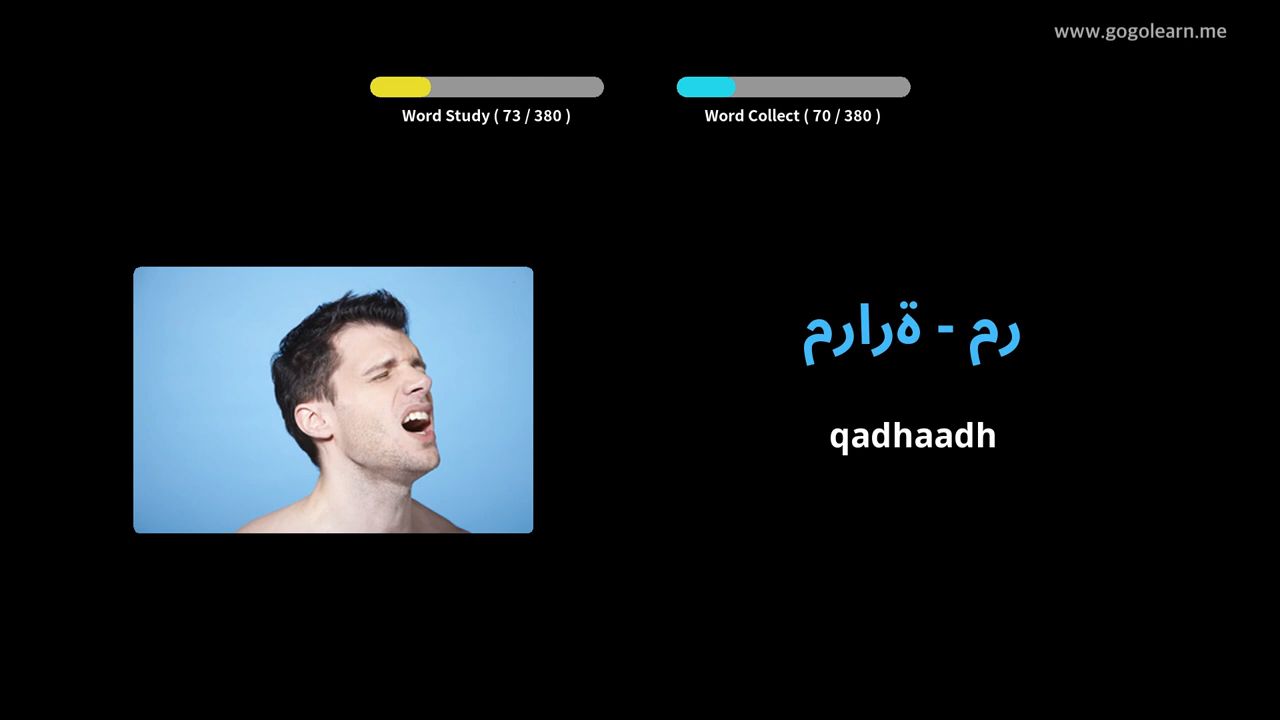 www.gogolearn.me
Word Study ( 73 / 380 )
Word Collect ( 70 / 380 )
رم - ةرارم
qadhaadh